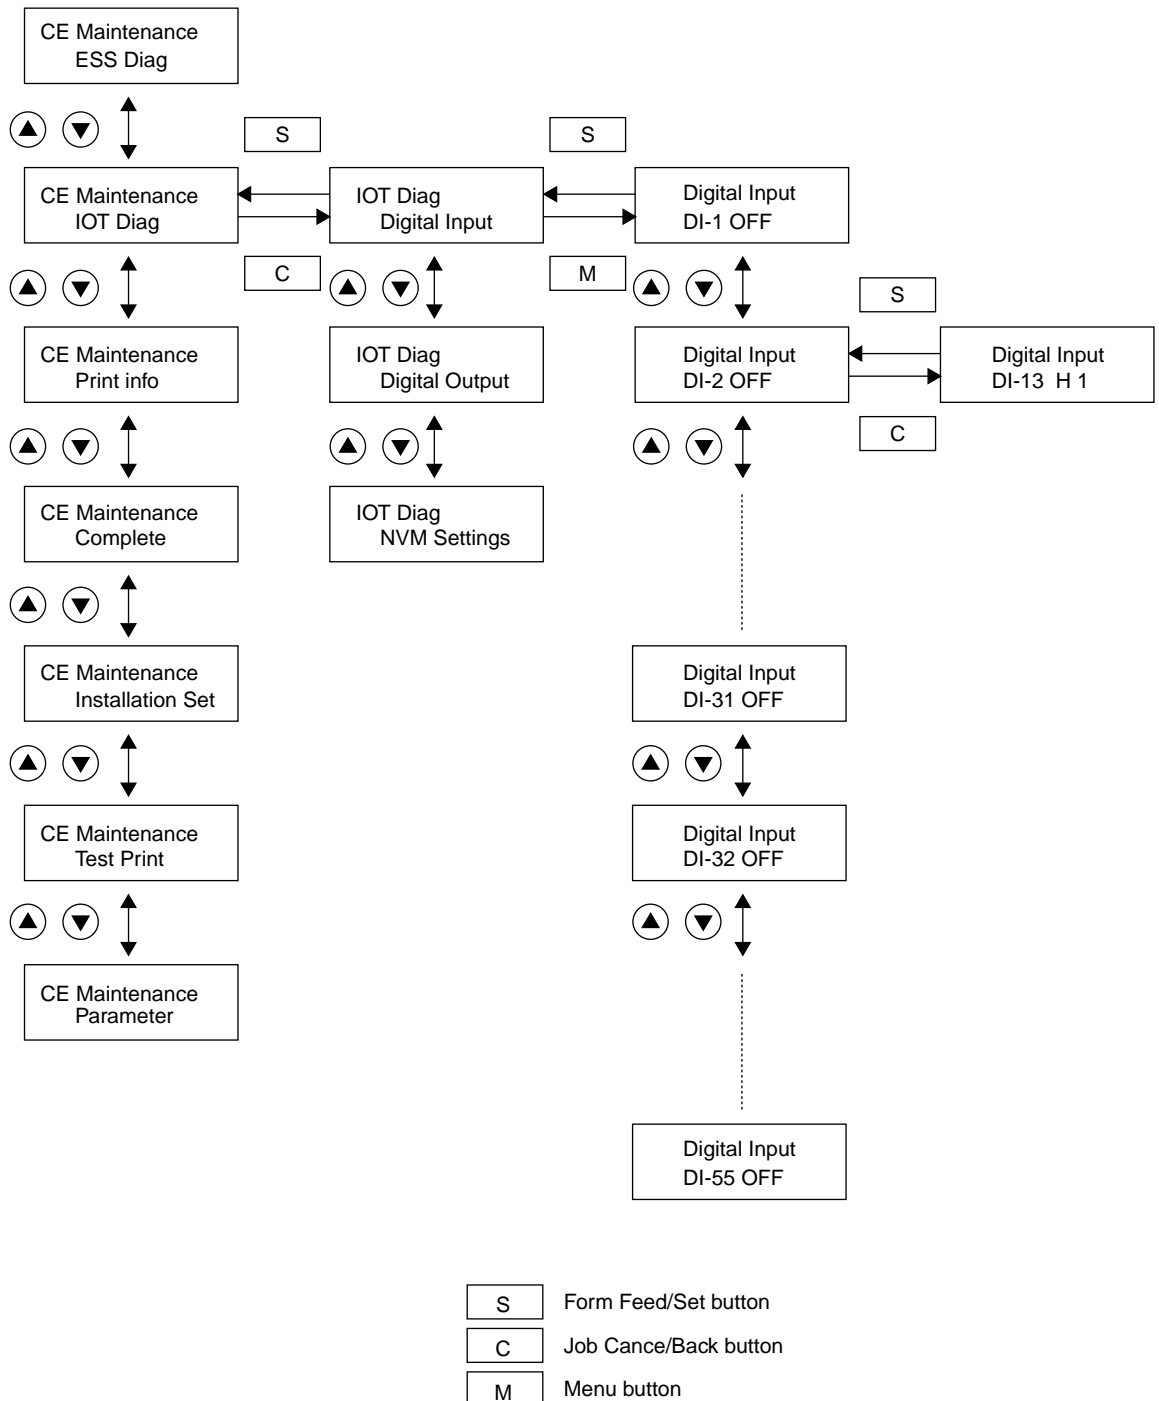 CE Maintenance
ESS Diag
S
S
CE Maintenance
IOT Diag
IOT Diag
Digital Input
Digital Input
DI-1 OFF
C
M
S
CE Maintenance
Print info
IOT Diag
Digital Output
Digital Input
DI-2 OFF
Digital Input
DI-13 H 1
C
CE Maintenance
Complete
IOT Diag
NVM Settings
CE Maintenance
Installation Set
Digital Input
DI-31 OFF
CE Maintenance
Test Print
Digital Input
DI-32 OFF
CE Maintenance
Parameter
Digital Input
DI-55 OFF
S Form Feed/Set button
C Job Cance/Back button
M Menu button